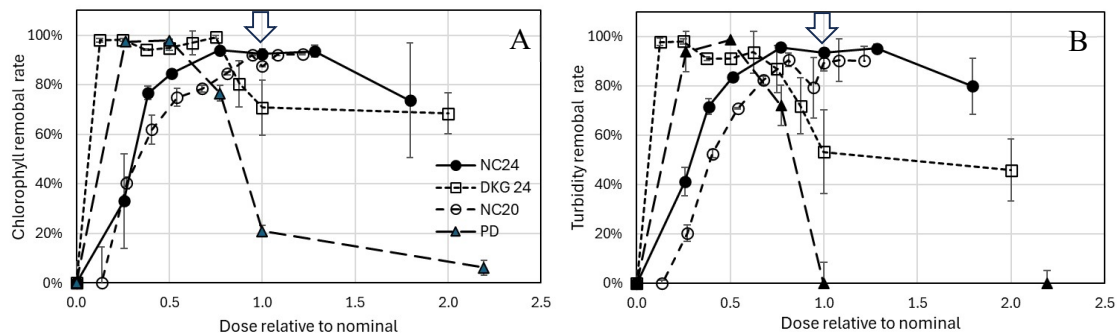 A
Chlorophyll remobal rate
100%
80%
60%
40%
20%
0%
0.0
0.5
1.0
1.5
2.0
2.5
Dose relative to nominal
NC24
DKG 24
NC20
PD
B
Turbidity remobal rate
100%
80%
60%
40%
20%
0%
0.0
0.5
1.0
1.5
2.0
2.5
Dose relative to nominal